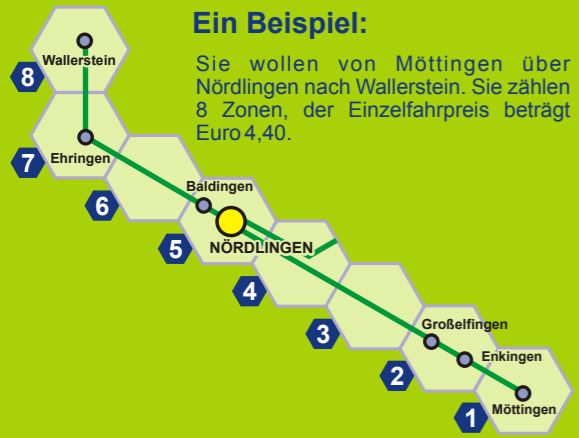 Ein Beispiel:
Sie wollen von Möttingen über
Nördlingen nach Wallerstein. Sie zählen
8 Zonen, der Einzelfahrpreis beträgt
Euro 4,40.
Wallerstein
8
Ehringen
7
6
Baldingen
5
NÖRDLINGEN
4
3
Großelfingen
2
Enkingen
1
Möttingen